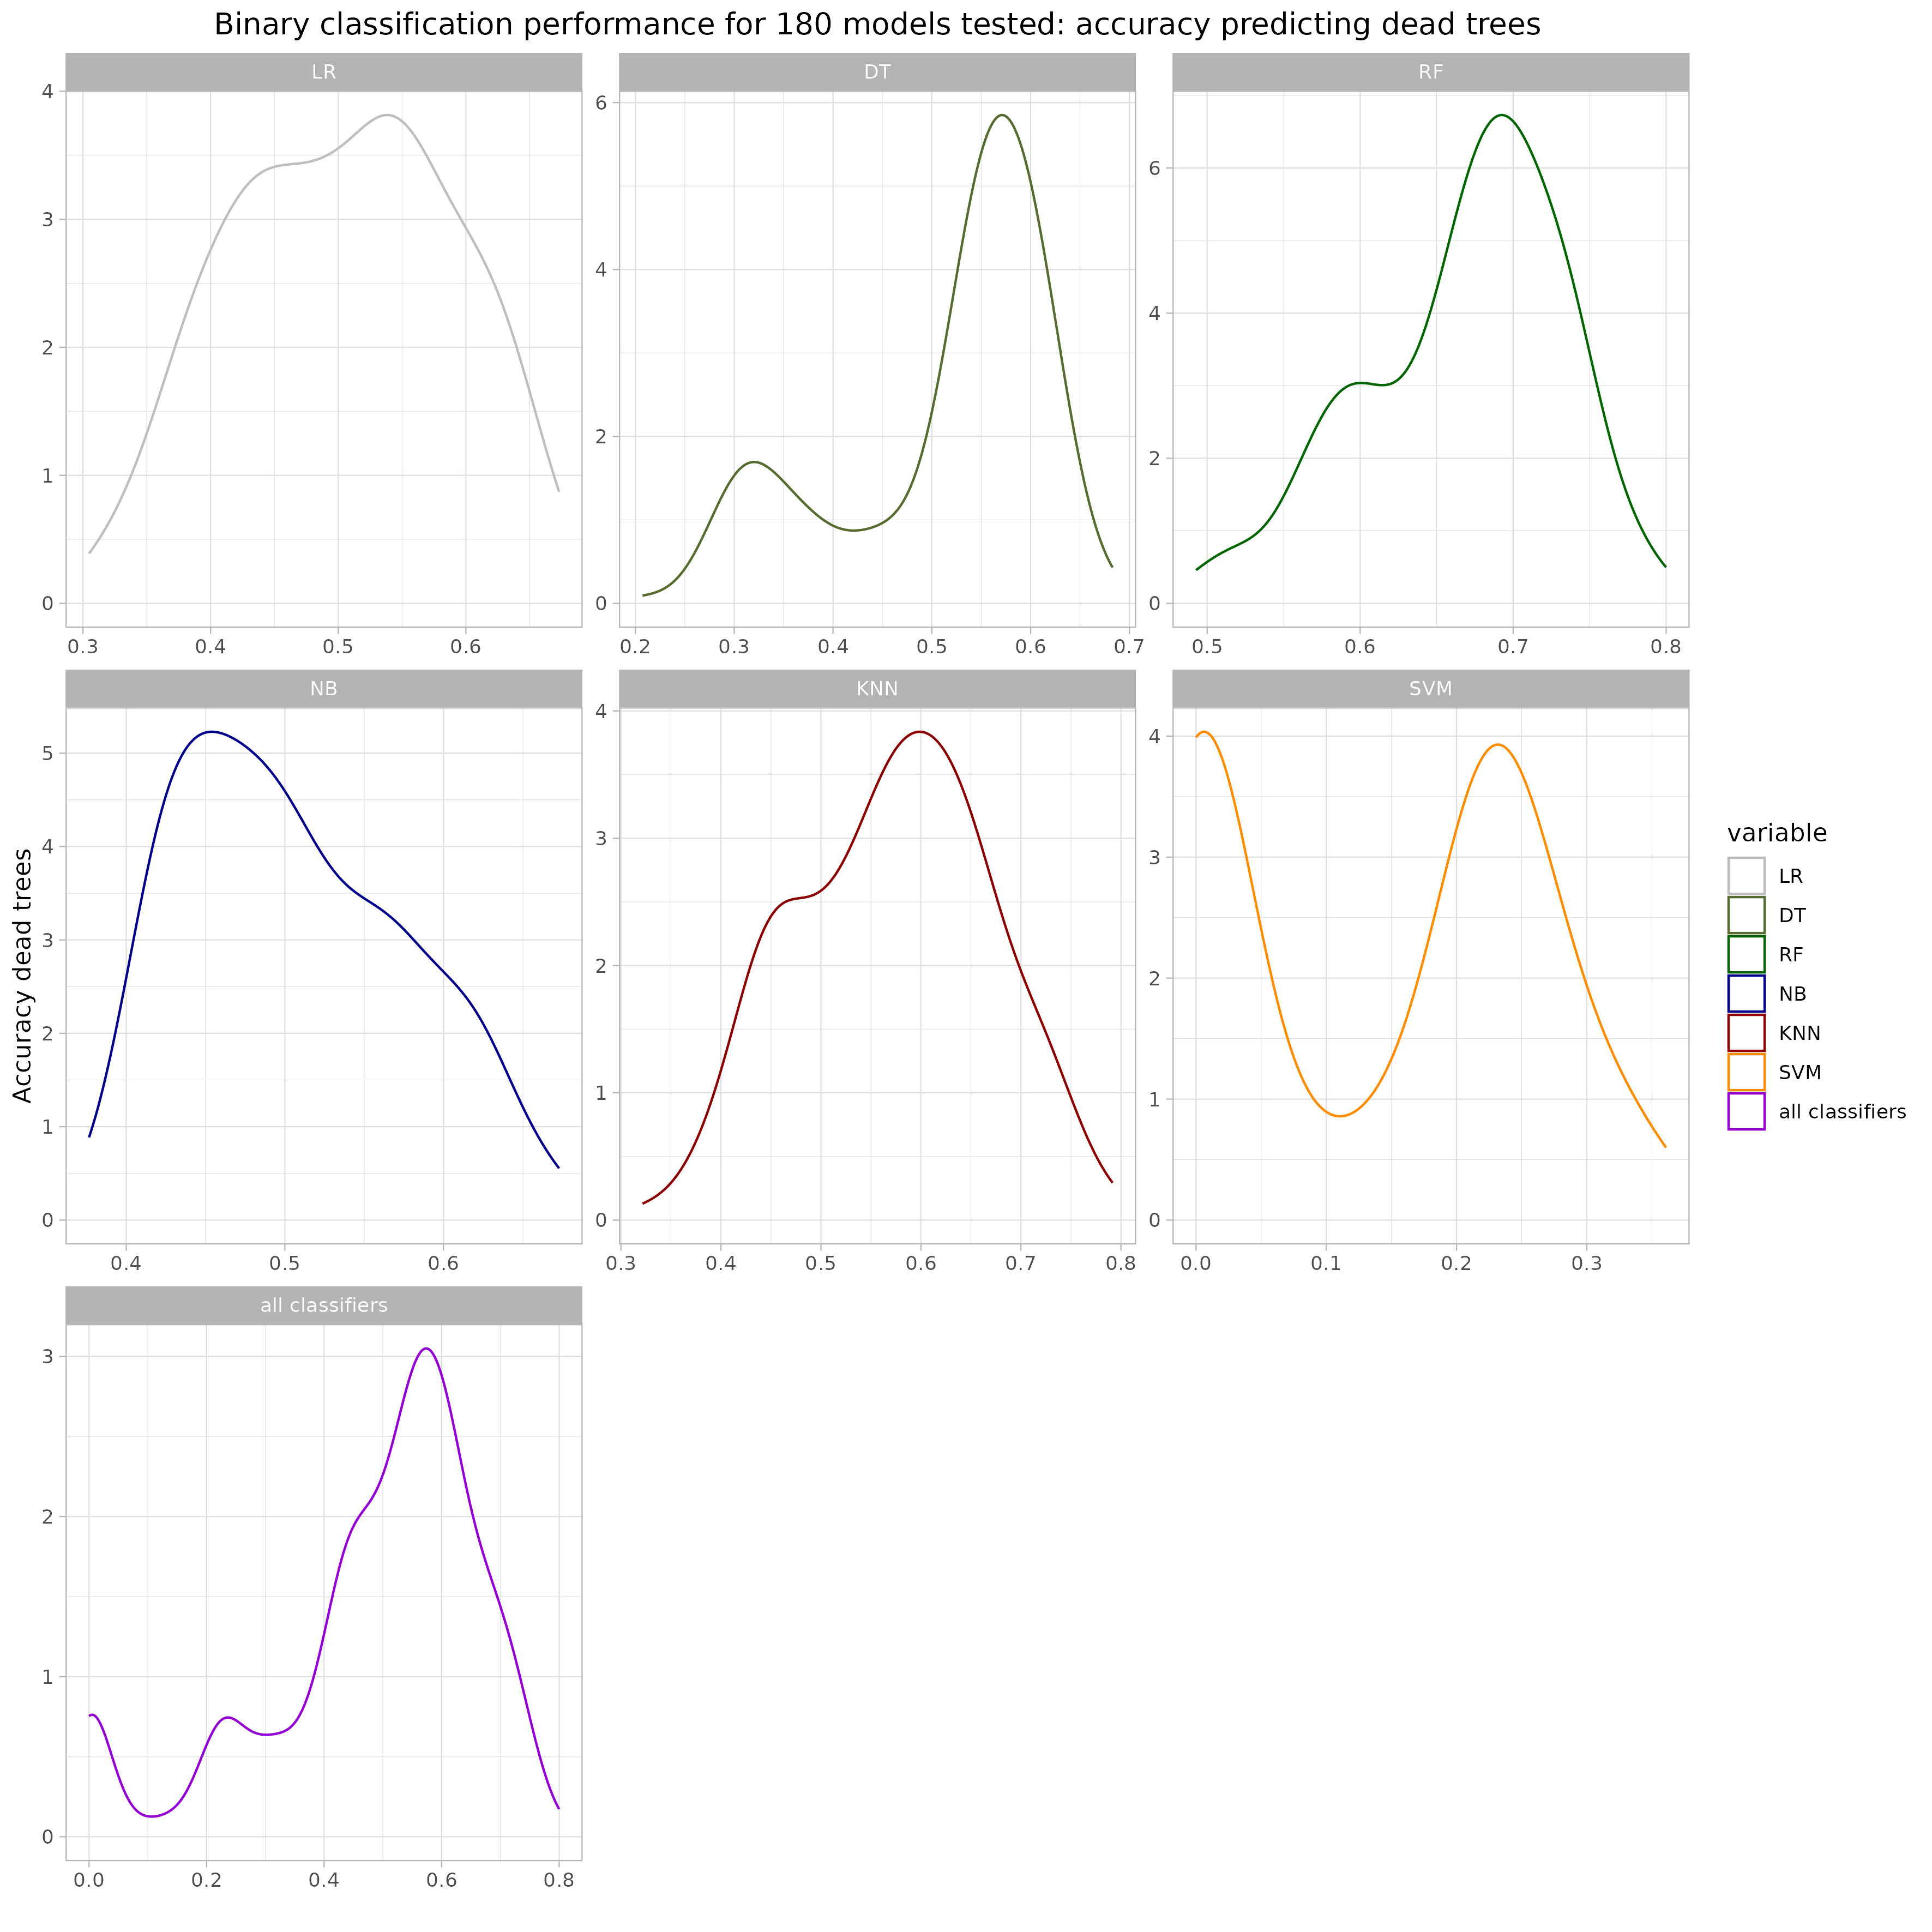 Binary classification performance for 180 models tested: accuracy predicting dead trees
LR
DT
RF
4
3
2
1
0
0.3 0.4 0.5 0.6
6
4
2
0
0.2 0.3 0.4 0.5 0.6 0.7
6
4
2
0
0.5 0.6 0.7 0.8
NB
KNN
SVM
5
4
3
2
1
0
0.4 0.5 0.6
4
3
2
1
0
0.3 0.4 0.5 0.6 0.7 0.8
4
3
2
1
0
0.0 0.1 0.2 0.3
all classifiers
3
2
1
0
0.0 0.2 0.4 0.6 0.8
Accuracy dead trees
variable
LR
DT
RF
NB
KNN
SVM
all classifiers